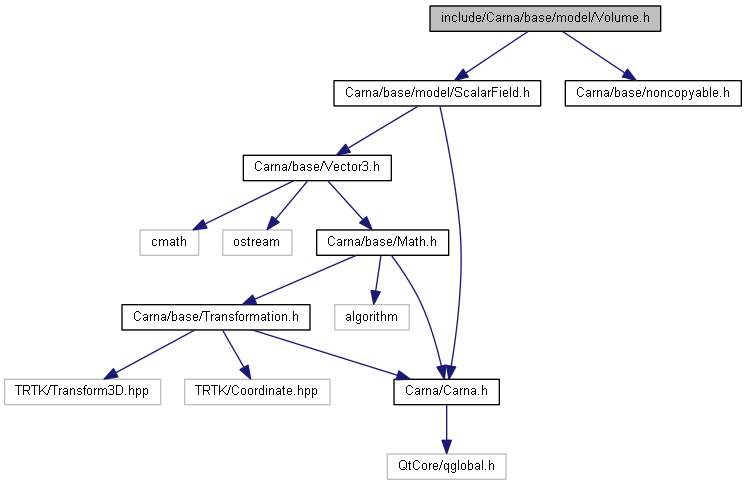 include/Carna/base/model/Volume.h
Carna/base/model/ScalarField.h
Carna/base/noncopyable.h
Carna/base/Vector3.h
cmath
ostream
Carna/base/Math.h
Carna/base/Transformation.h
algorithm
TRTK/Transform3D.hpp
TRTK/Coordinate.hpp
Carna/Carna.h
QtCore/qglobal.h